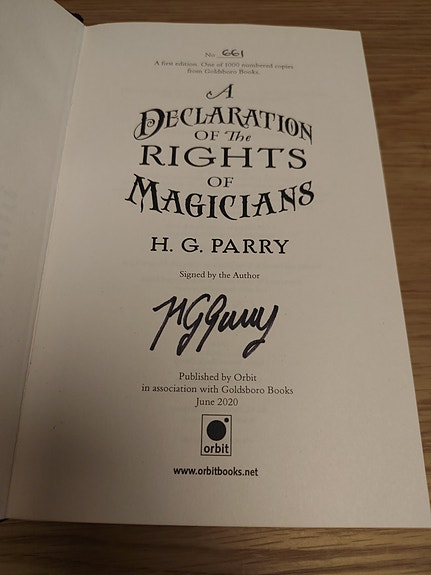 No 661
A first edition. One of 1000 numbered copies
from Goldsboro Books.
A
DECLARATION
OF The
RIGHTS
OF
MAGICIANS
H. G. PARRY
Signed by the Author
HGParry
Published by Orbit
in association with Goldsboro Books
June 2020
orbit
www.orbitbooks.net